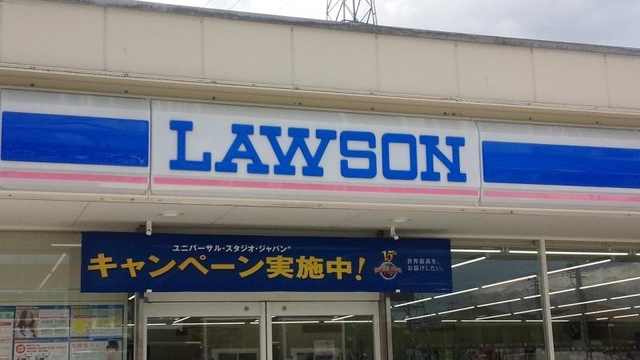 LAWSON
ユニバーサル・スタジオ・ジャパン®
キャンペーン実施中!
15
世界最高を、
お届けしたい。